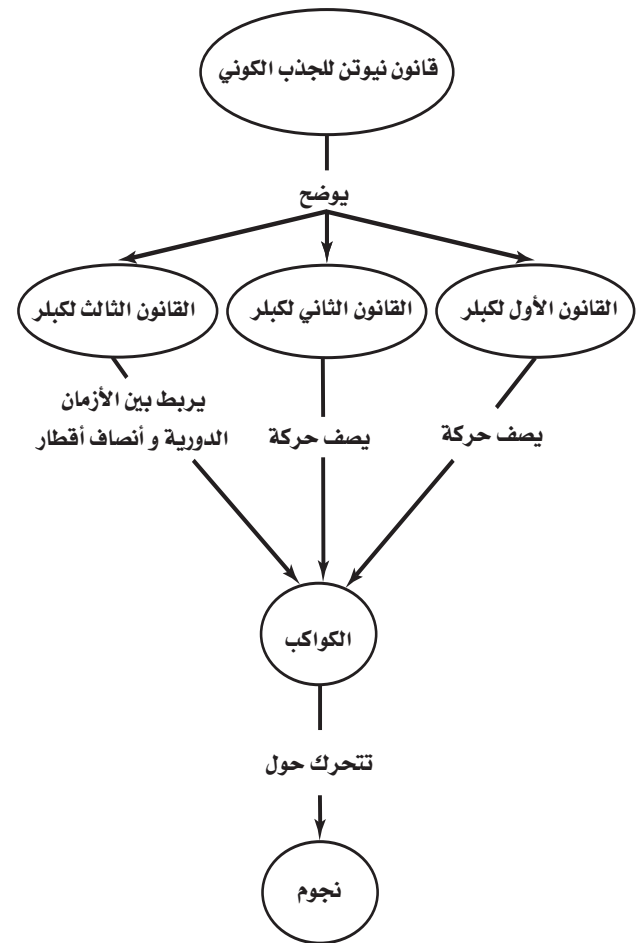 قانون نيوتن للجذب الكوني
يوضح
القانون الأول لكبلر
القانون الثاني لكبلر
القانون الثالث لكبلر
يصف حركة
يصف حركة
يربط بين الأزمان
الدورية و أنصاف أقطار
الكواكب
تتحرك حول
نجوم